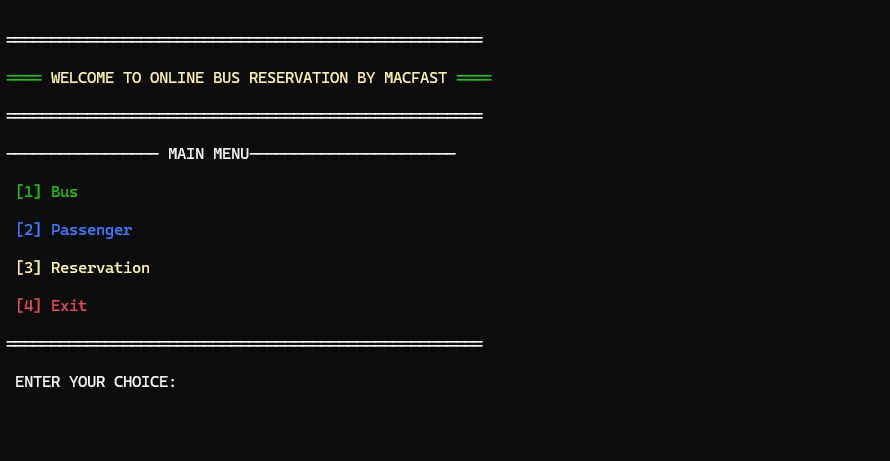 ═════════════════════════════════════════════════════
════ WELCOME TO ONLINE BUS RESERVATION BY MACFAST ════
═════════════════════════════════════════════════════
───────────────── MAIN MENU───────────────────────
[1] Bus
[2] Passenger
[3] Reservation
[4] Exit
═════════════════════════════════════════════════════
ENTER YOUR CHOICE: